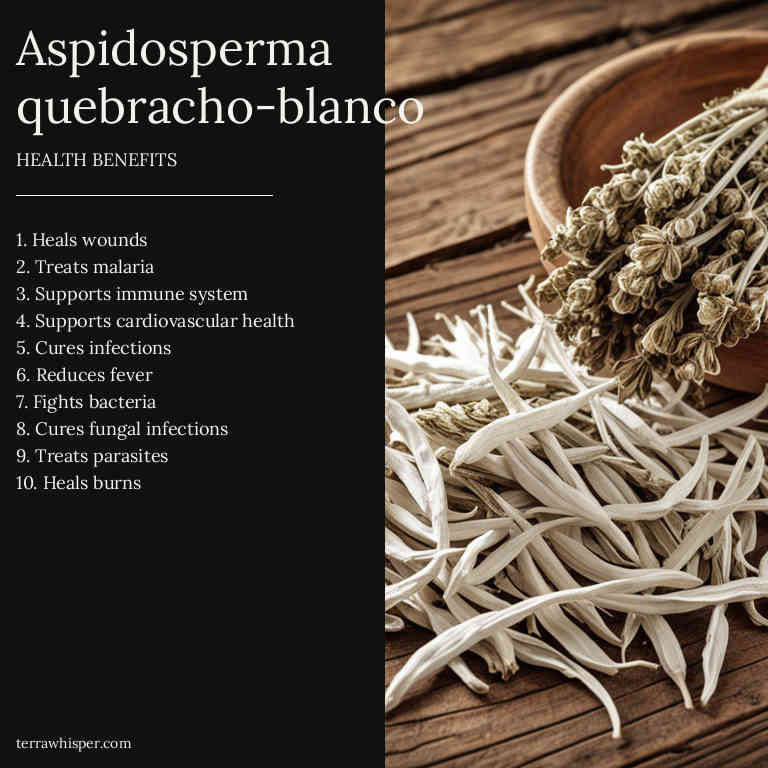 Aspidosperma
quebracho-blanco
HEALTH BENEFITS
1. Heals wounds
2. Treats malaria
3. Supports immune system
4. Supports cardiovascular health
5. Cures infections
6. Reduces fever
7. Fights bacteria
8. Cures fungal infections
9. Treats parasites
10. Heals burns
terrawhisper.com